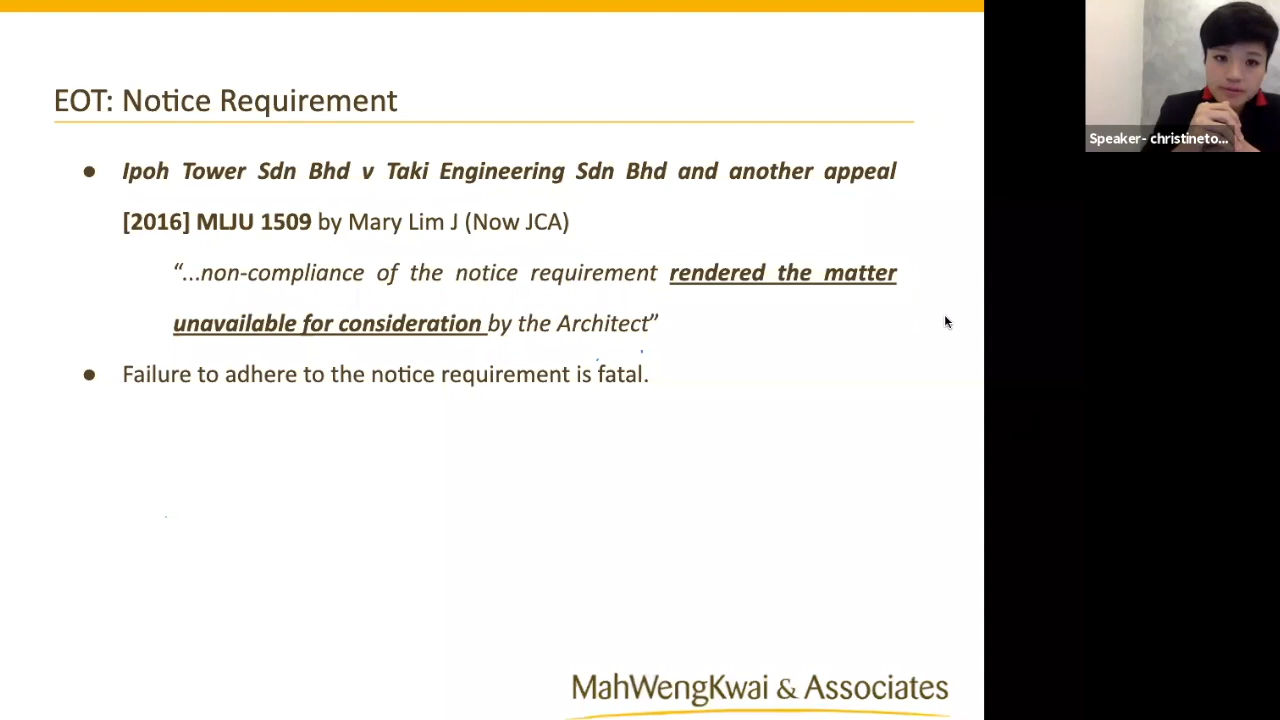 EOT: Notice Requirement
● Ipoh Tower Sdn Bhd v Taki Engineering Sdn Bhd and another appeal
[2016] MLJU 1509 by Mary Lim J (Now JCA)
“...non-compliance of the notice requirement rendered the matter
unavailable for consideration by the Architect”
● Failure to adhere to the notice requirement is fatal.
MahWengKwai & Associates
Speaker- christineto...